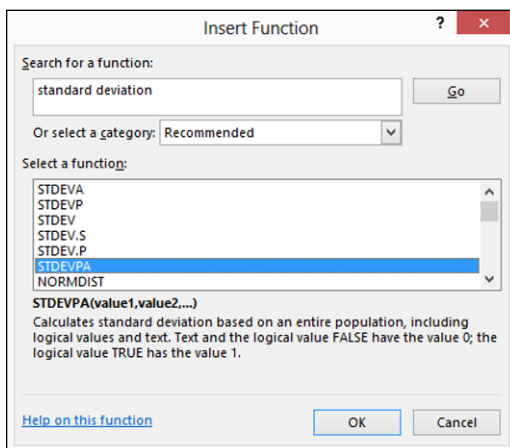 Insert Function
?
×
Search for a function:
standard deviation
Go
Or select a category: Recommended
Select a function:
STDEVA
STDEVP
STDEV
STDEV.S
STDEV.P
STDEVPA
NORMDIST
STDEVPA(value1,value2,...)
Calculates standard deviation based on an entire population, including
logical values and text. Text and the logical value FALSE have the value 0; the
logical value TRUE has the value 1.
Help on this function
OK
Cancel